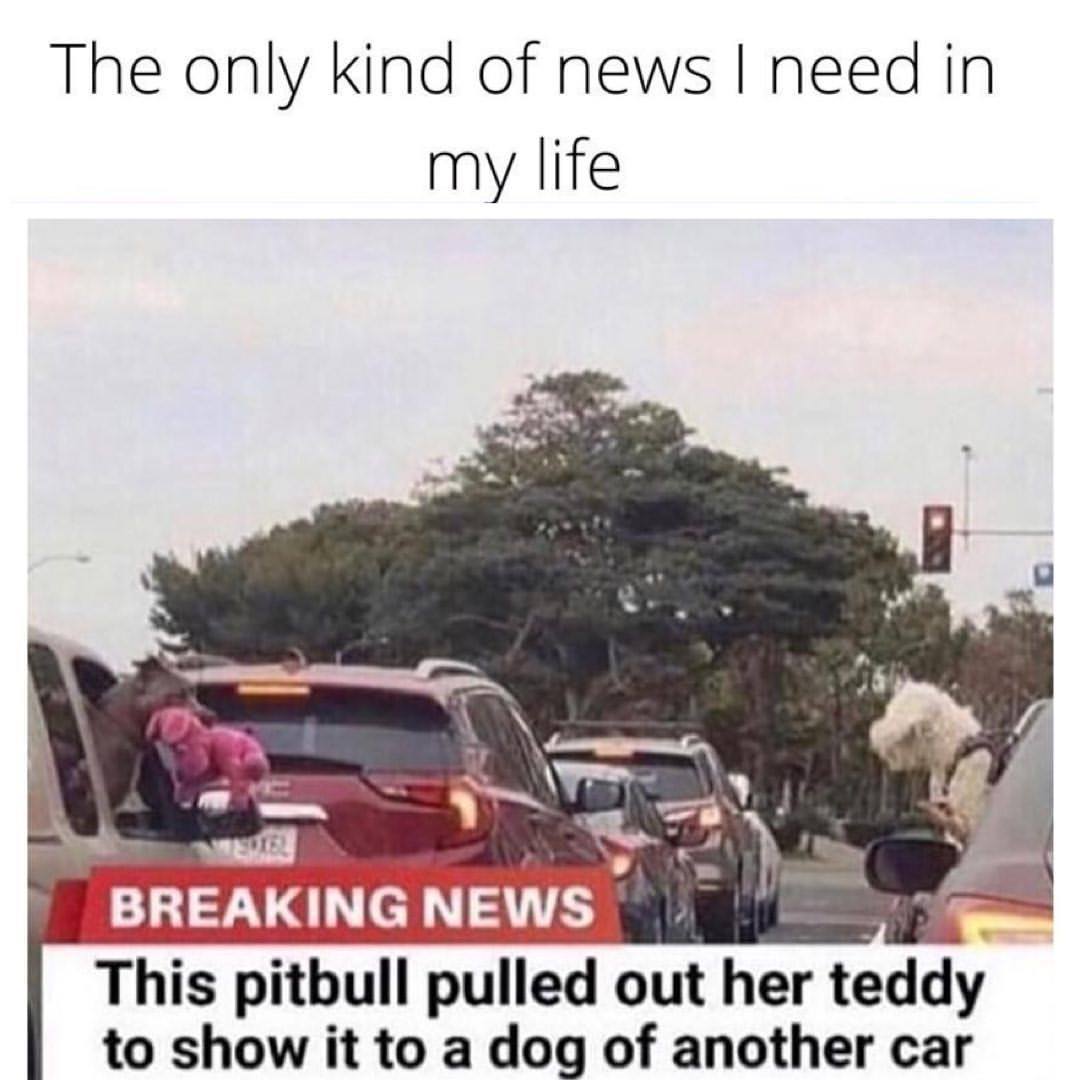 The only kind of news I need in
my life
BREAKING NEWS
This pitbull pulled out her teddy
to show it to a dog of another car